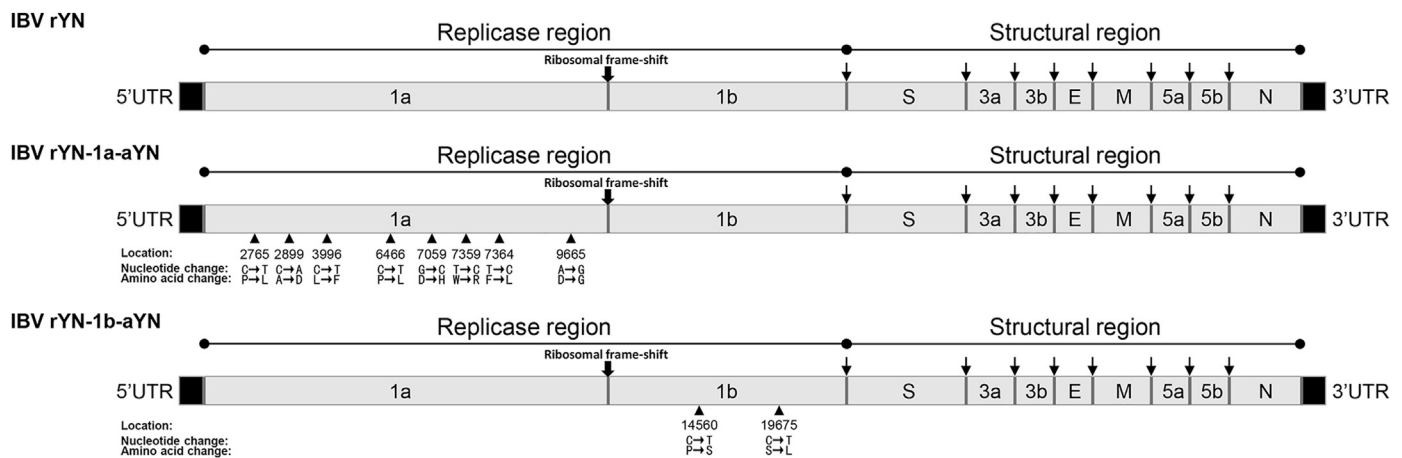 IBV rYN
Replicase region Structural region
Ribosomal frame-shift
5’UTR 1a 1b S 3a 3b E M 5a 5b N 3’UTR
IBV rYN-1a-aYN
Replicase region Structural region
Ribosomal frame-shift
5’UTR 1a 1b S 3a 3b E M 5a 5b N 3’UTR
Location: 2765 2899 3996 6466 7059 7359 7364 9665
Nucleotide change: C→T C→A C→T C→T G→C T→C T→C A→G
Amino acid change: P→L A→D L→F P→L D→H W→R F→L D→G
IBV rYN-1b-aYN
Replicase region Structural region
Ribosomal frame-shift
5’UTR 1a 1b S 3a 3b E M 5a 5b N 3’UTR
Location: 14560 19675
Nucleotide change: C→T C→T
Amino acid change: P→S S→L